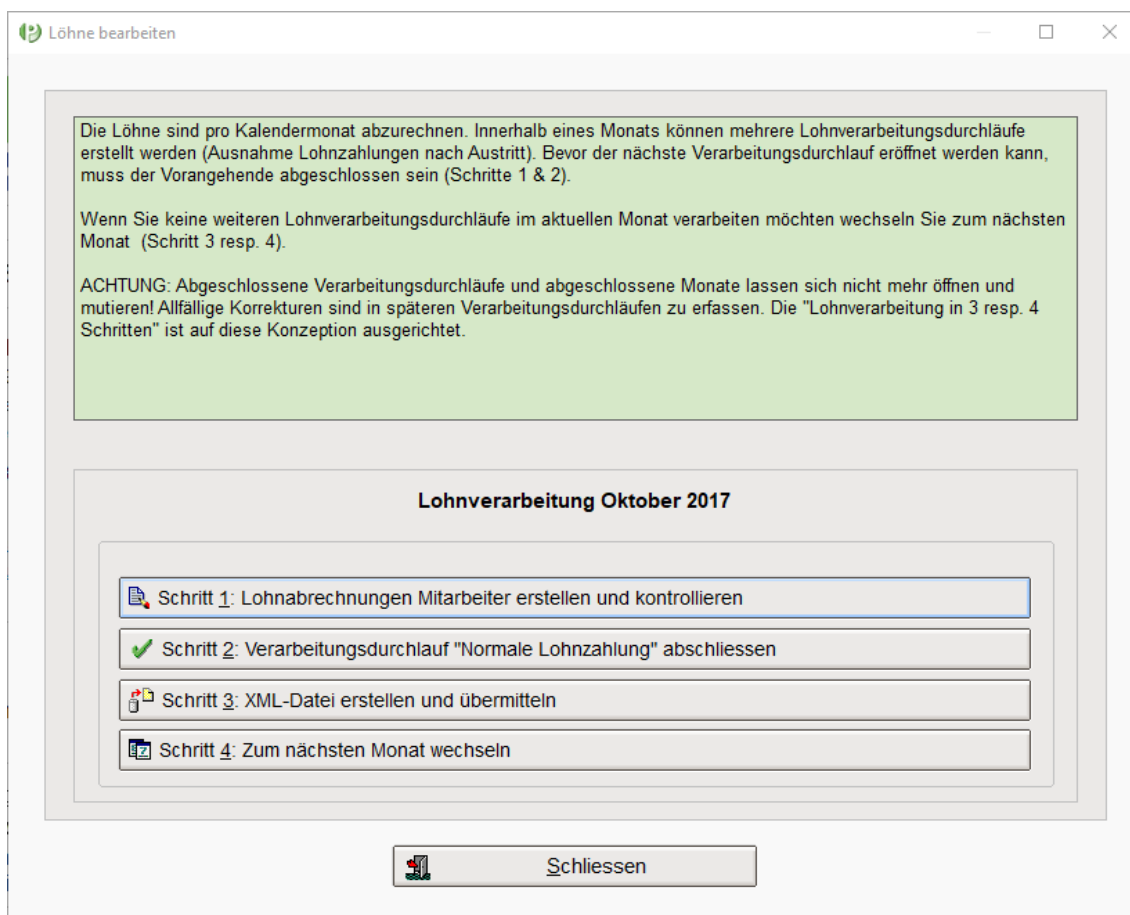 Löhne bearbeiten
Die Löhne sind pro Kalendermonat abzurechnen. Innerhalb eines Monats können mehrere Lohnverarbeitungsdurchläufe
erstellt werden (Ausnahme Lohnzahlungen nach Austritt). Bevor der nächste Verarbeitungsdurchlauf eröffnet werden kann,
muss der Vorangehende abgeschlossen sein (Schritte 1 & 2).
Wenn Sie keine weiteren Lohnverarbeitungsdurchläufe im aktuellen Monat verarbeiten möchten wechseln Sie zum nächsten
Monat (Schritt 3 resp. 4).
ACHTUNG: Abgeschlossene Verarbeitungsdurchläufe und abgeschlossene Monate lassen sich nicht mehr öffnen und
mutieren! Allfällige Korrekturen sind in späteren Verarbeitungsdurchläufen zu erfassen. Die "Lohnverarbeitung in 3 resp. 4
Schritten" ist auf diese Konzeption ausgerichtet.
Lohnverarbeitung Oktober 2017
Schritt 1: Lohnabrechnungen Mitarbeiter erstellen und kontrollieren
Schritt 2: Verarbeitungsdurchlauf "Normale Lohnzahlung" abschliessen
Schritt 3: XML-Datei erstellen und übermitteln
Schritt 4: Zum nächsten Monat wechseln
Schliessen